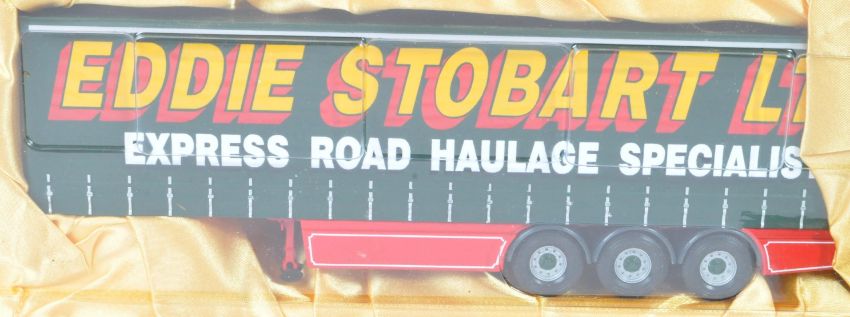 EDDIE STOBART LT
EXPRESS ROAD HAULAGE SPECIALIS